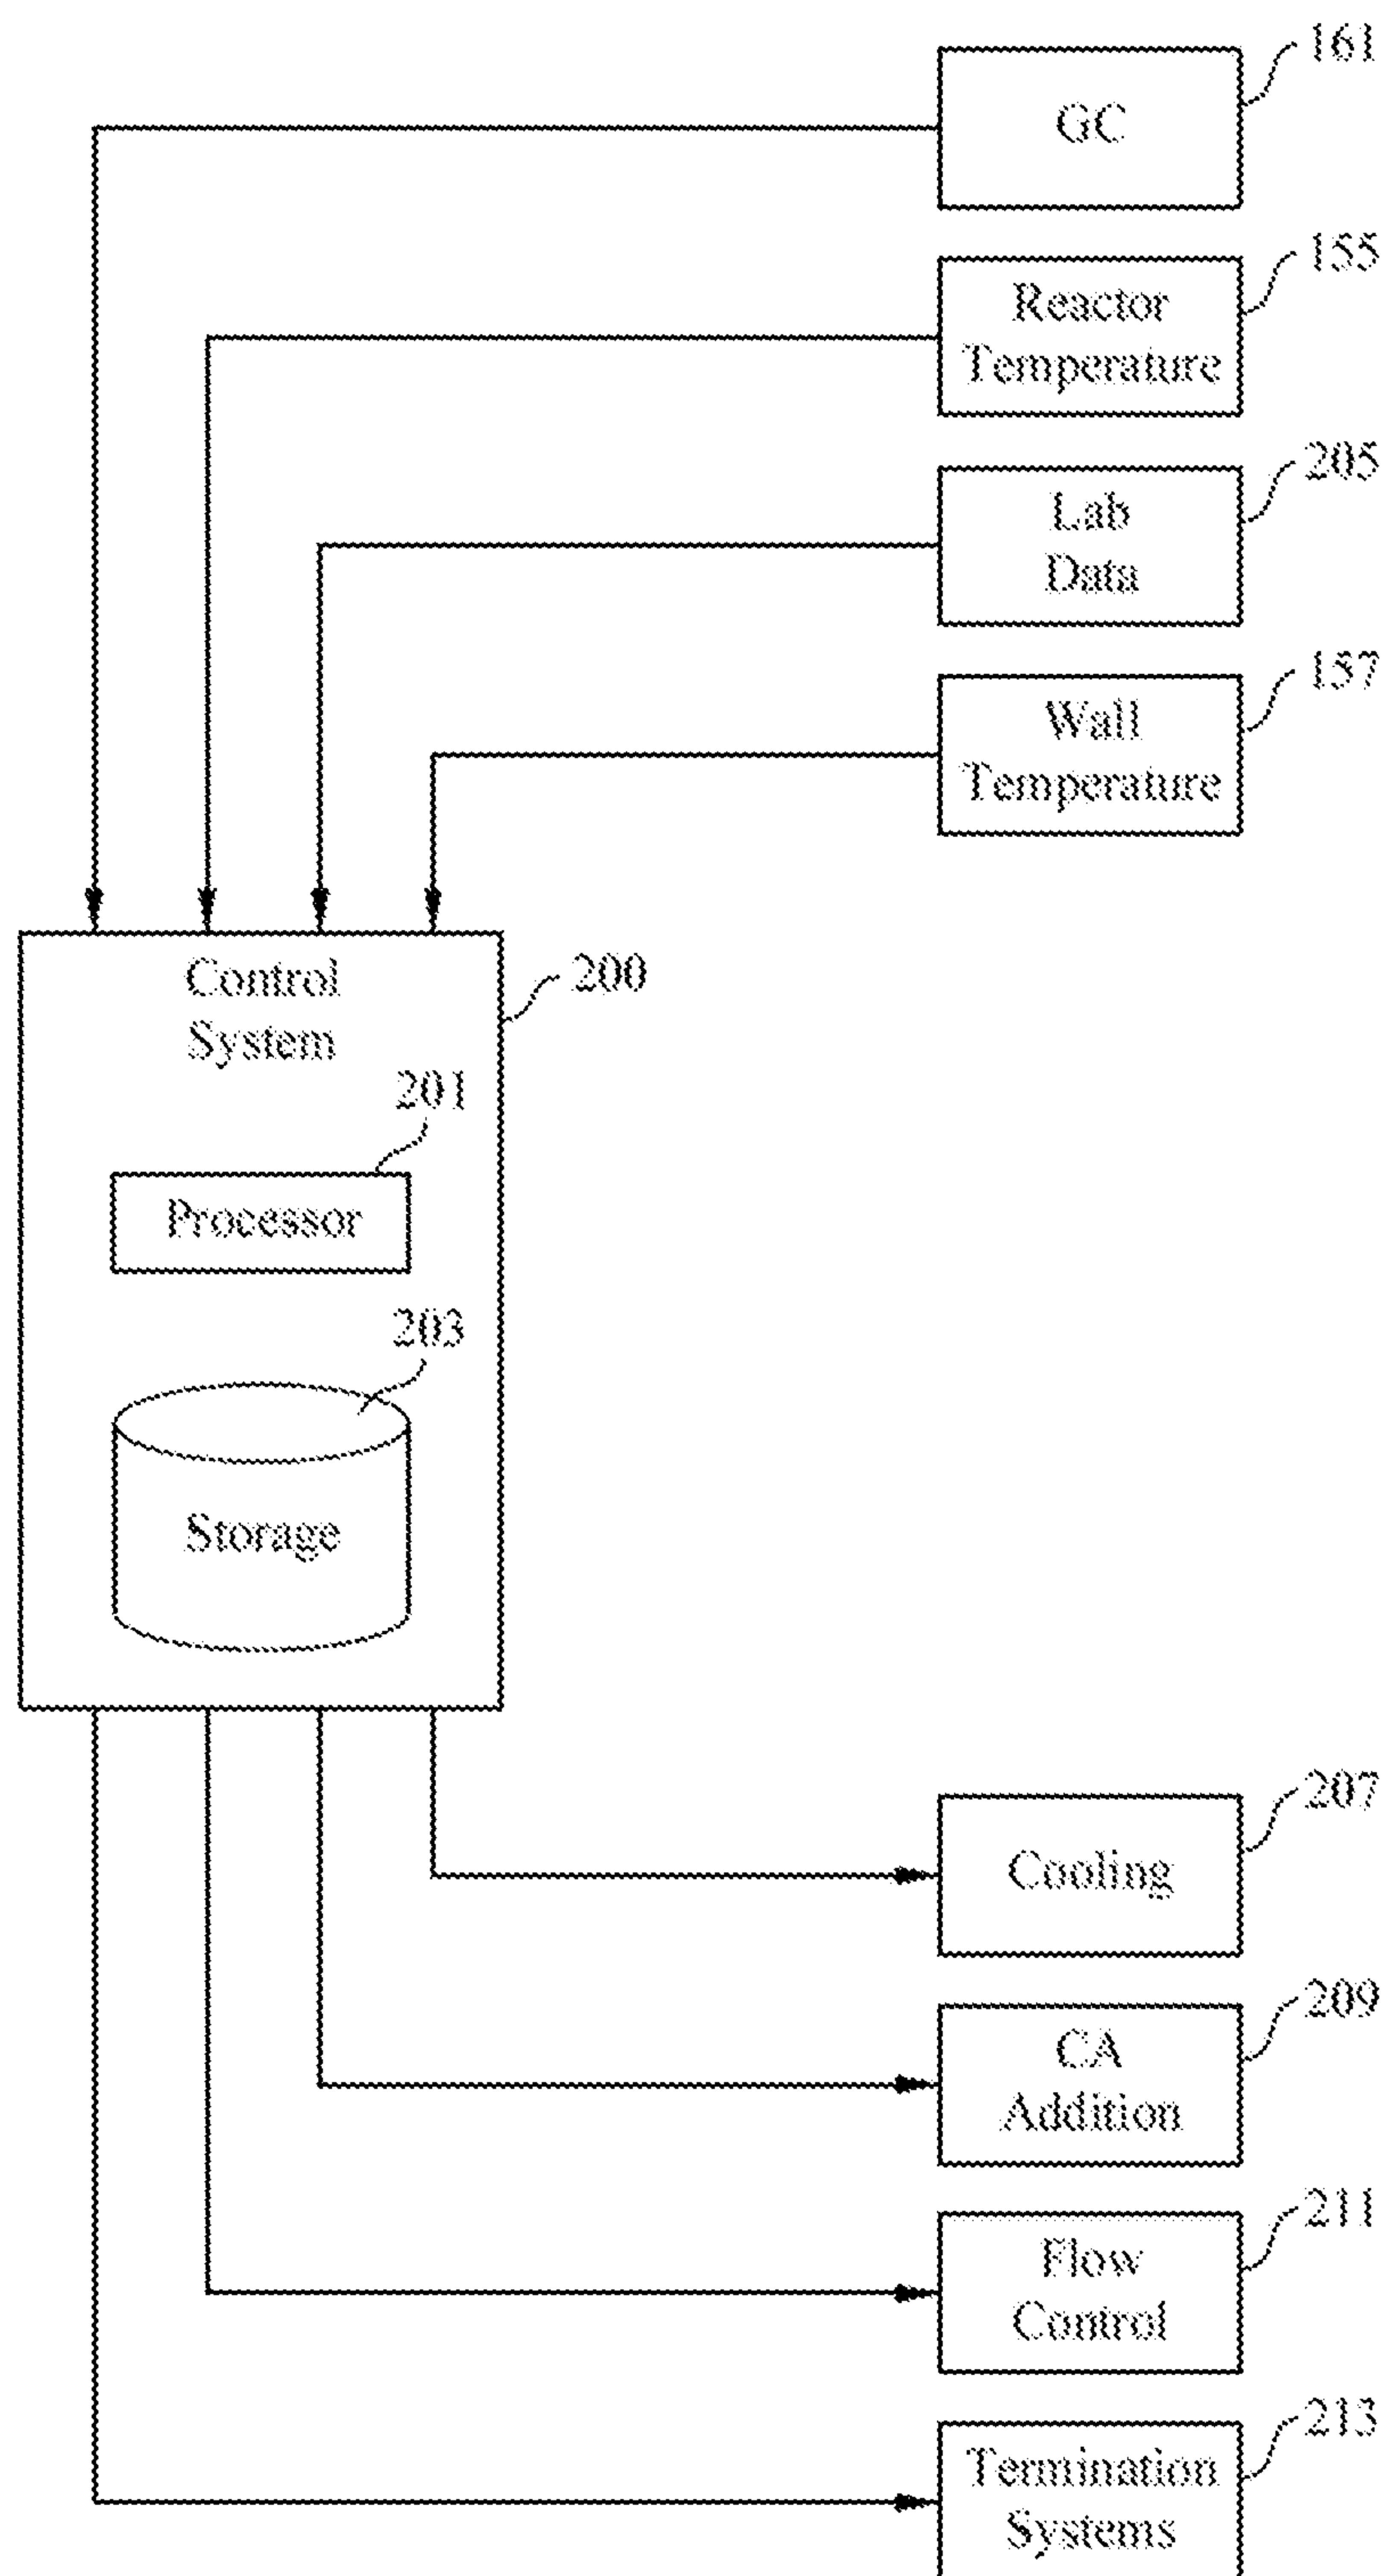 161
GC
155
Reactor
Temperature
205
Lab
Data
157
Wall
Temperature
Control
System
200
201
Processor
203
Storage
207
Cooling
209
CA
Addition
211
Flow
Control
213
Termination
Systems